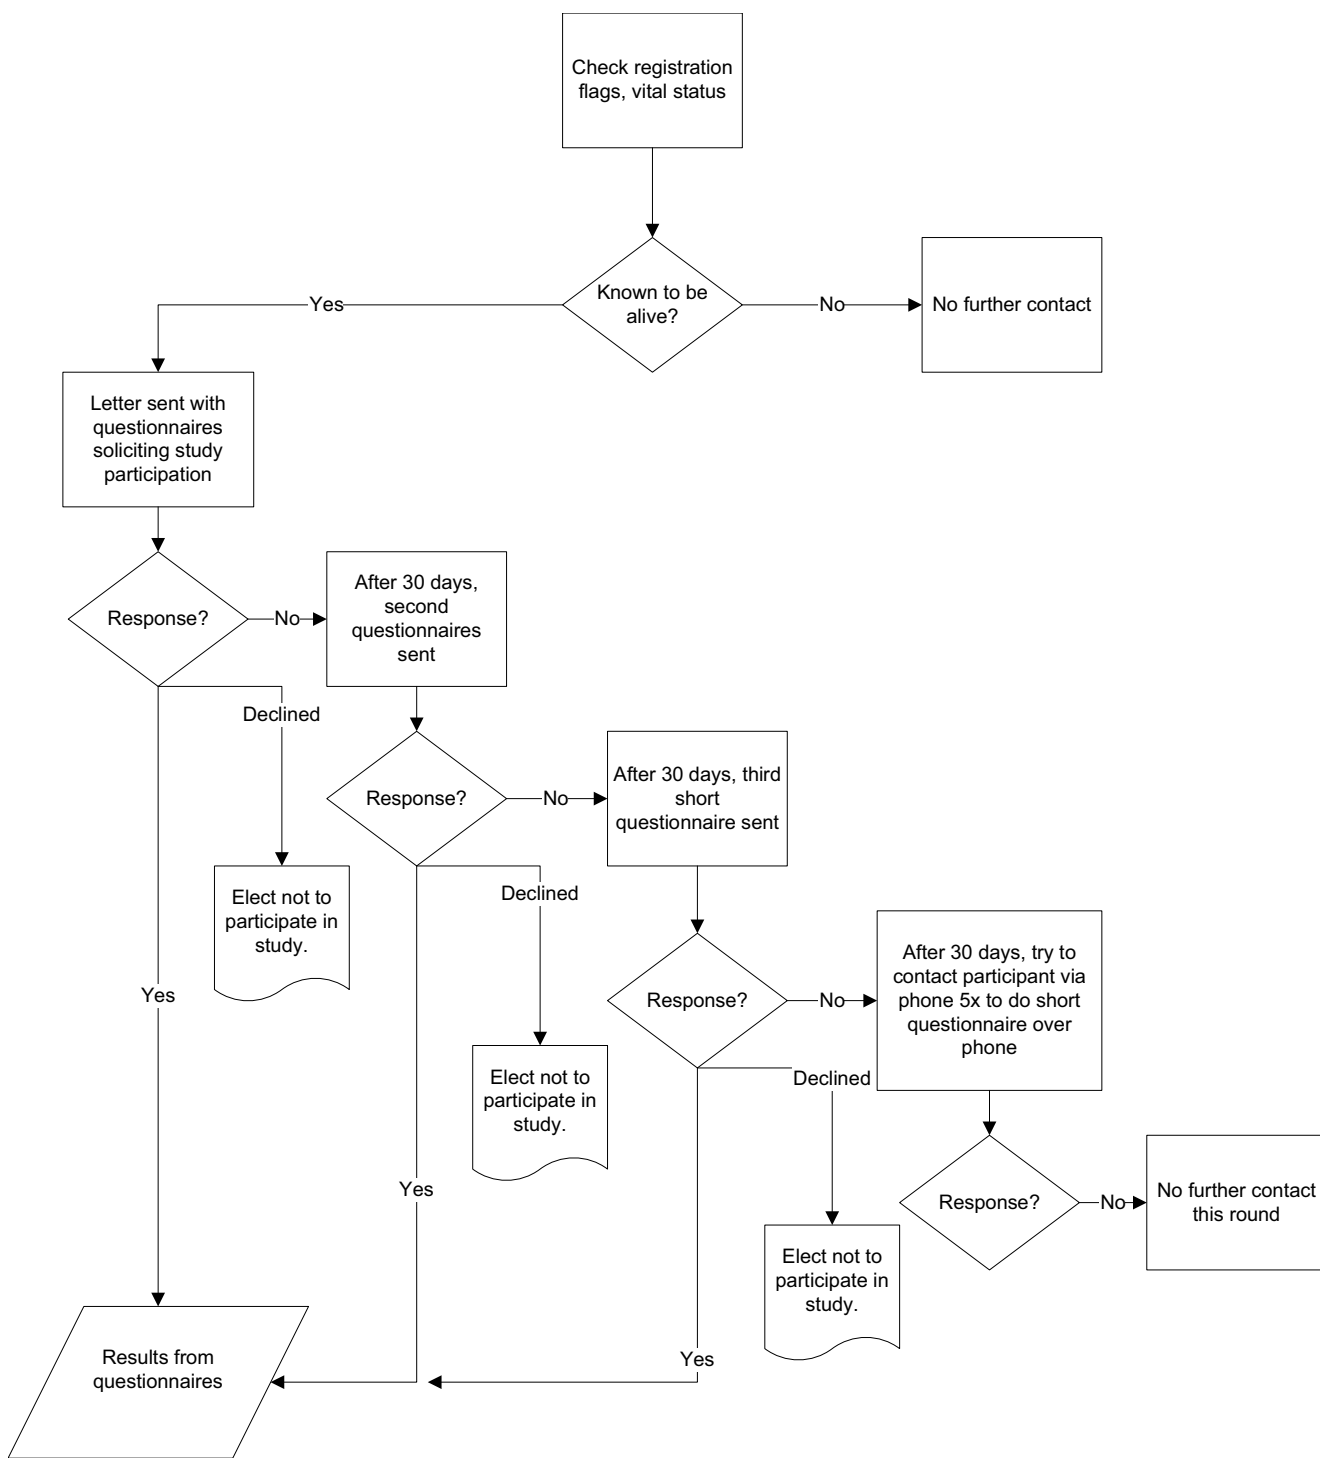 Check registration
flags, vital status
Known to be
alive?
Yes
No
No further contact
Letter sent with
questionnaires
soliciting study
participation
Response?
No
After 30 days,
second
questionnaires
sent
Declined
Response?
No
After 30 days, third
short
questionnaire sent
Elect not to
participate in
study.
Declined
Yes
Response?
No
After 30 days, try to
contact participant via
phone 5x to do short
questionnaire over
phone
Elect not to
participate in
study.
Declined
Yes
Response?
No
No further contact
this round
Elect not to
participate in
study.
Yes
Results from
questionnaires